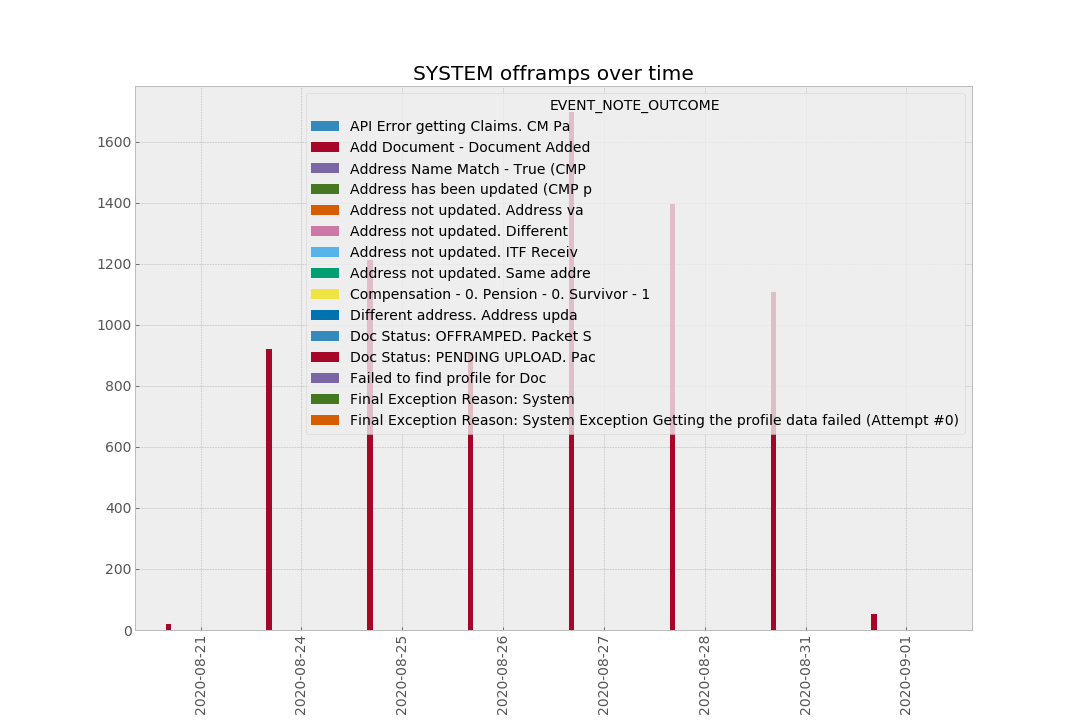 SYSTEM offramps over time
EVENT_NOTE_OUTCOME
API Error getting Claims. CM Pa
Add Document - Document Added
Address Name Match - True (CMP
Address has been updated (CMP p
Address not updated. Address va
Address not updated. Different
Address not updated. ITF Receiv
Address not updated. Same addre
Compensation - 0. Pension - 0. Survivor - 1
Different address. Address upda
Doc Status: OFFRAMPED. Packet S
Doc Status: PENDING UPLOAD. Pac
Failed to find profile for Doc
Final Exception Reason: System
Final Exception Reason: System Exception Getting the profile data failed (Attempt #0)
1600
1400
1200
1000
800
600
400
200
0
2020-08-21
2020-08-24
2020-08-25
2020-08-26
2020-08-27
2020-08-28
2020-08-31
2020-09-01